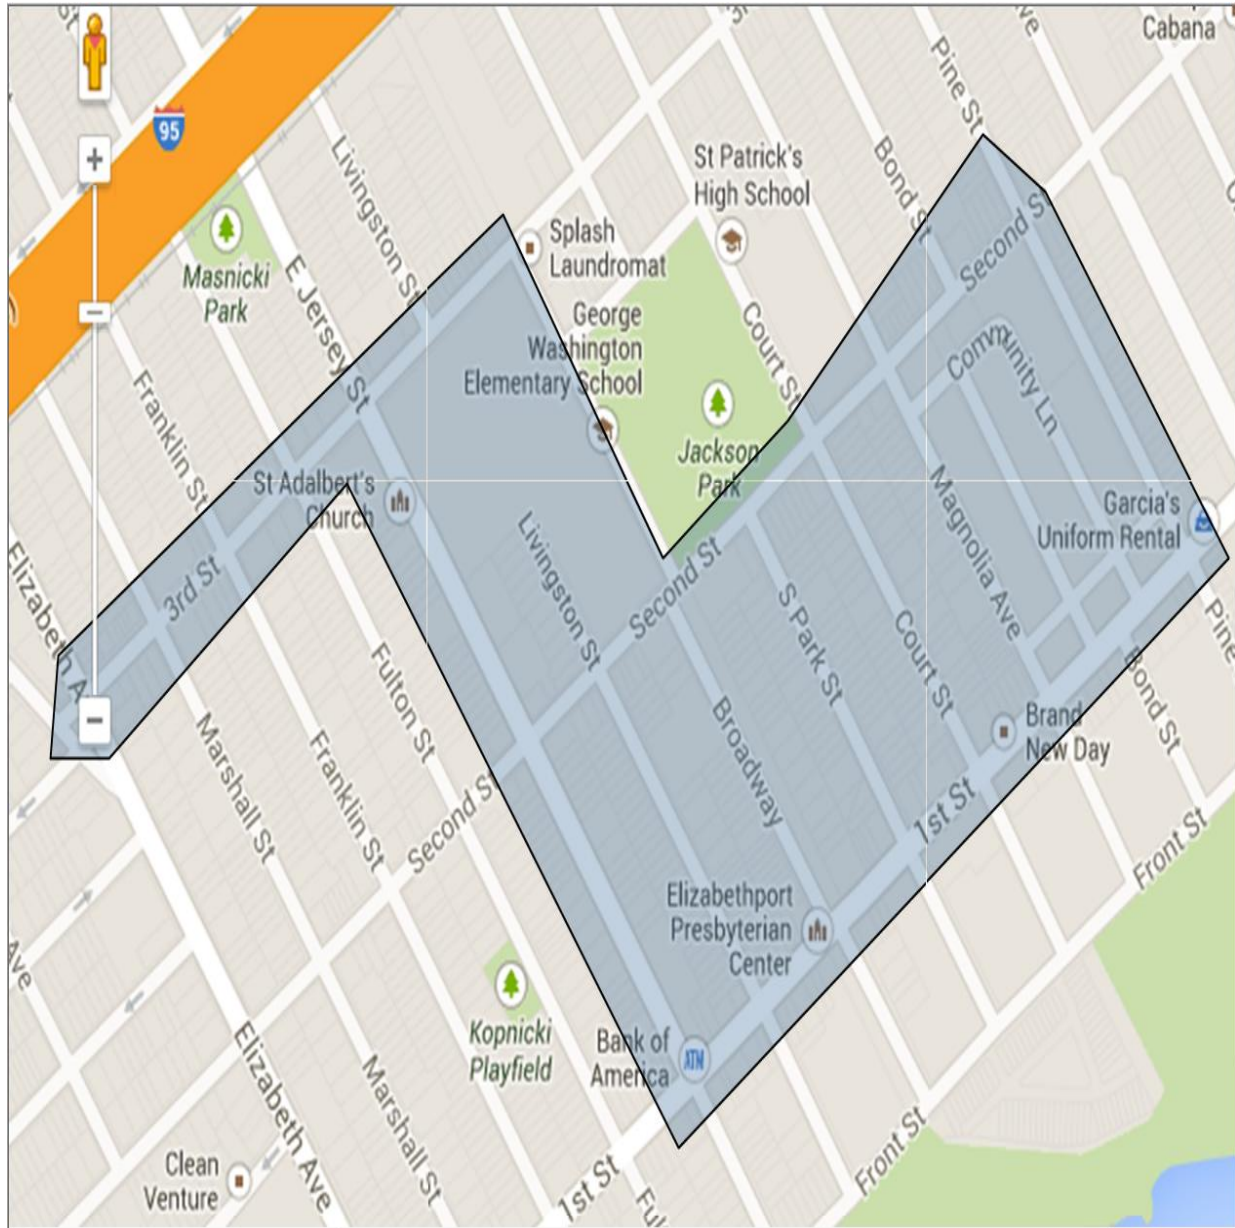 St
Cabana
Pine St
95
Livingston St
Bond St
St Patrick's
High School
Splash
Laundromat
Masnicki
Park
E Jersey St
Second St
George
Washington
Elementary School
Court St
Community Ln
Franklin St
Jackson
Park
St Adalbert's
Church
Magnolia Ave
Garcia's
Uniform Rental
Elizabeth Ave
3rd St
Livingston St
Second St
S Park St
Court St
Pine
Fulton St
Bond St
Broadway
Brand
New Day
Marshall St
Franklin St
Second St
1st St
Front St
Elizabethport
Presbyterian
Center
Ave
Kopnicki
Playfield
Bank of
America
ATM
Elizabeth Ave
Marshall St
Front St
Clean
Venture
1st St